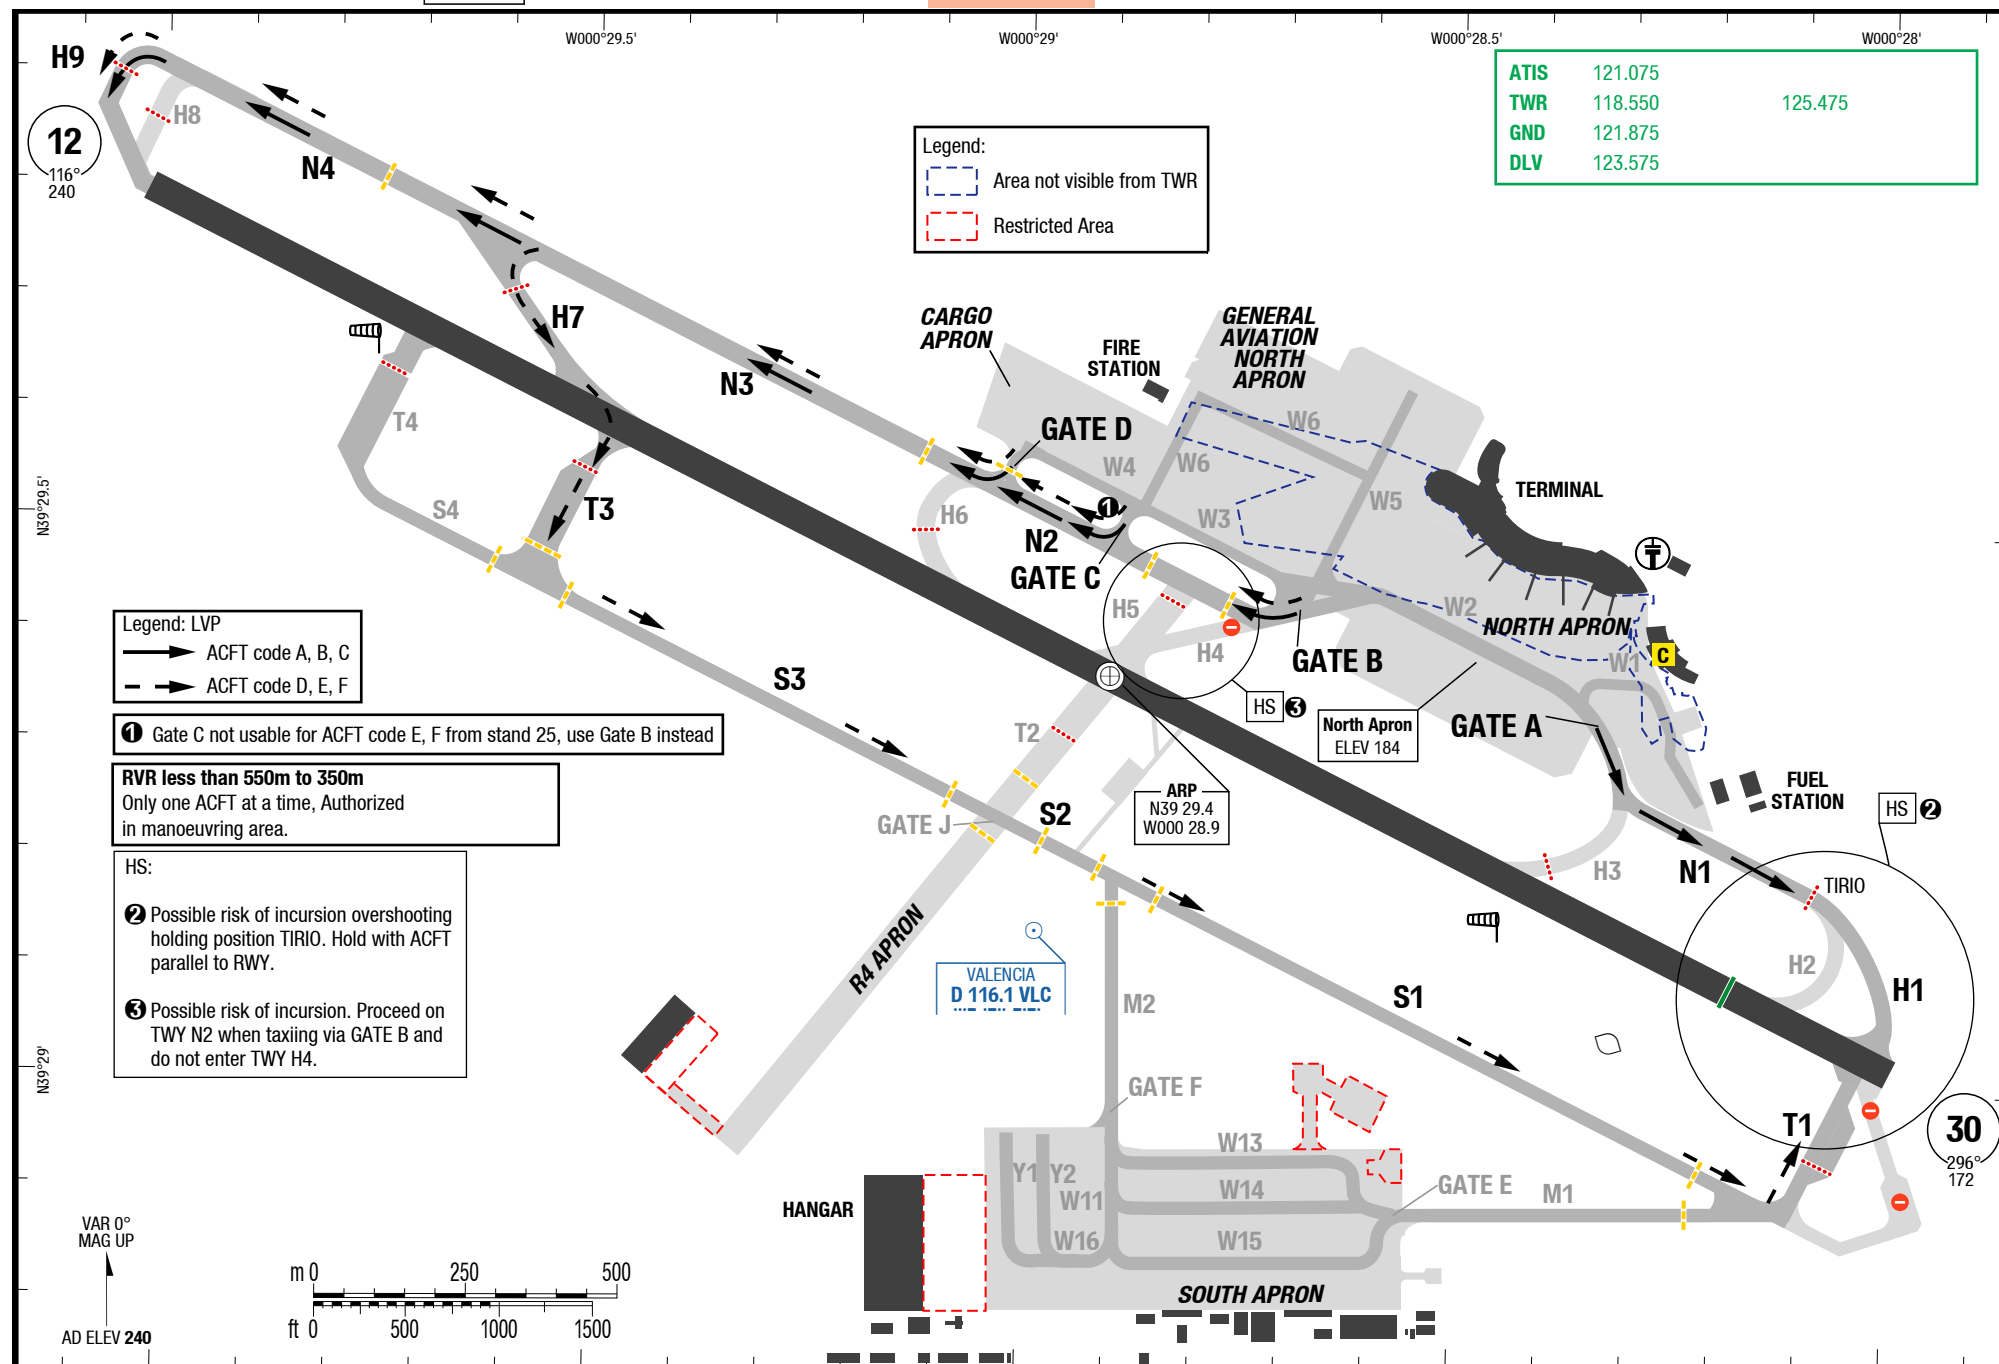 W000°29.5'
W000°29'
W000°28.5'
W000°28'
H9
H8
12
116°
240
N4
ATIS 121.075
TWR 118.550 125.475
GND 121.875
DLV 123.575
Legend:
Area not visible from TWR
Restricted Area
H7
N3
CARGO
APRON
FIRE
STATION
GENERAL
AVIATION
NORTH
APRON
GATE D
W6
W6
W4
W5
W3
TERMINAL
T4
S4
T3
H6
1
N2
GATE C
N39°29.5'
H5
H4
GATE B
W2
NORTH APRON
W1
C
HS 3
North Apron
ELEV 184
GATE A
FUEL
STATION
HS 2
Legend: LVP
ACFT code A, B, C
ACFT code D, E, F
1 Gate C not usable for ACFT code E, F from stand 25, use Gate B instead
RVR less than 550m to 350m
Only one ACFT at a time, Authorized
in manoeuvring area.
HS:
2 Possible risk of incursion overshooting
holding position TIRIO. Hold with ACFT
parallel to RWY.
3 Possible risk of incursion. Proceed on
TWY N2 when taxiing via GATE B and
do not enter TWY H4.
S3
T2
ARP
N39 29.4
W000 28.9
GATE J
S2
H3
N1
TIRIO
H2
H1
R4 APRON
VALENCIA
D 116.1 VLC
M2
S1
N39°29'
GATE F
T1
30
296°
172
W13
Y1
Y2
W11
W14
GATE E
M1
HANGAR
W16
W15
SOUTH APRON
VAR 0°
MAG UP
AD ELEV 240
m 0 250 500
ft 0 500 1000 1500